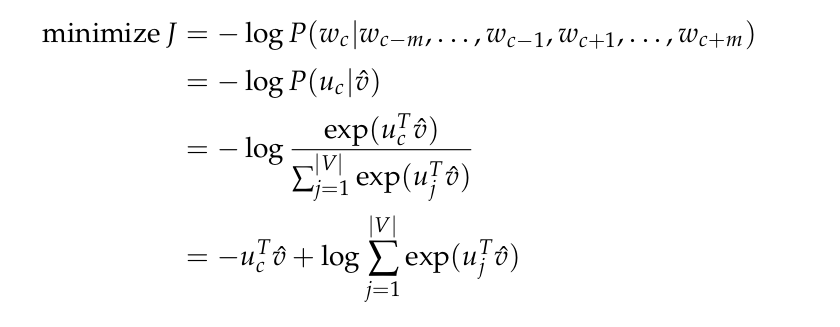 minimize J = − log P(w_c|w_{c−m}, . . . , w_{c−1}, w_{c+1}, . . . , w_{c+m})
= − log P(u_c|v̂)
= − log \frac{exp(u_c^T v̂)}{∑_{j=1}^{|V|} exp(u_j^T v̂)}
= −u_c^T v̂ + log ∑_{j=1}^{|V|} exp(u_j^T v̂)